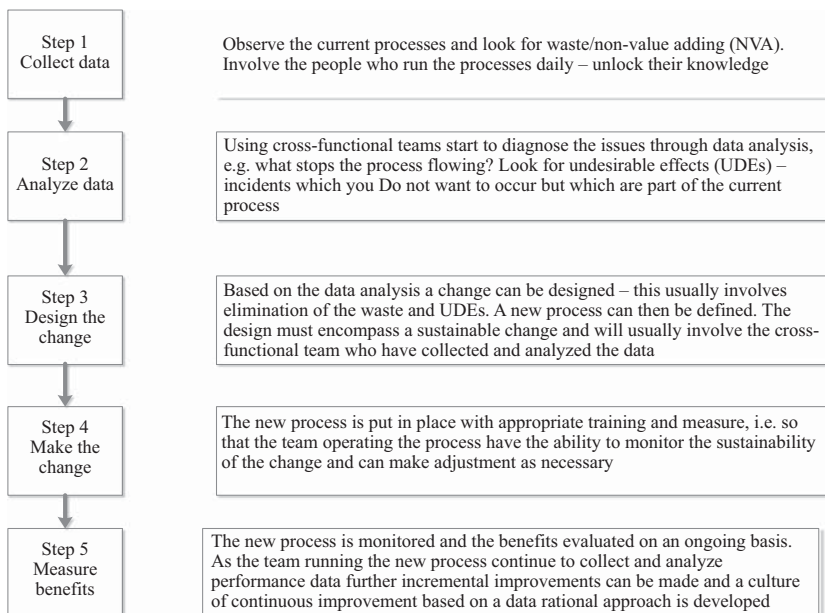 Step 1
Collect data
Observe the current processes and look for waste/non-value adding (NVA).
Involve the people who run the processes daily – unlock their knowledge
Step 2
Analyze data
Using cross-functional teams start to diagnose the issues through data analysis,
e.g. what stops the process flowing? Look for undesirable effects (UDEs) –
incidents which you Do not want to occur but which are part of the current
process
Step 3
Design the
change
Based on the data analysis a change can be designed – this usually involves
elimination of the waste and UDEs. A new process can then be defined. The
design must encompass a sustainable change and will usually involve the cross-
functional team who have collected and analyzed the data
Step 4
Make the
change
The new process is put in place with appropriate training and measure, i.e. so
that the team operating the process have the ability to monitor the sustainability
of the change and can make adjustment as necessary
Step 5
Measure
benefits
The new process is monitored and the benefits evaluated on an ongoing basis.
As the team running the new process continue to collect and analyze
performance data further incremental improvements can be made and a culture
of continuous improvement based on a data rational approach is developed